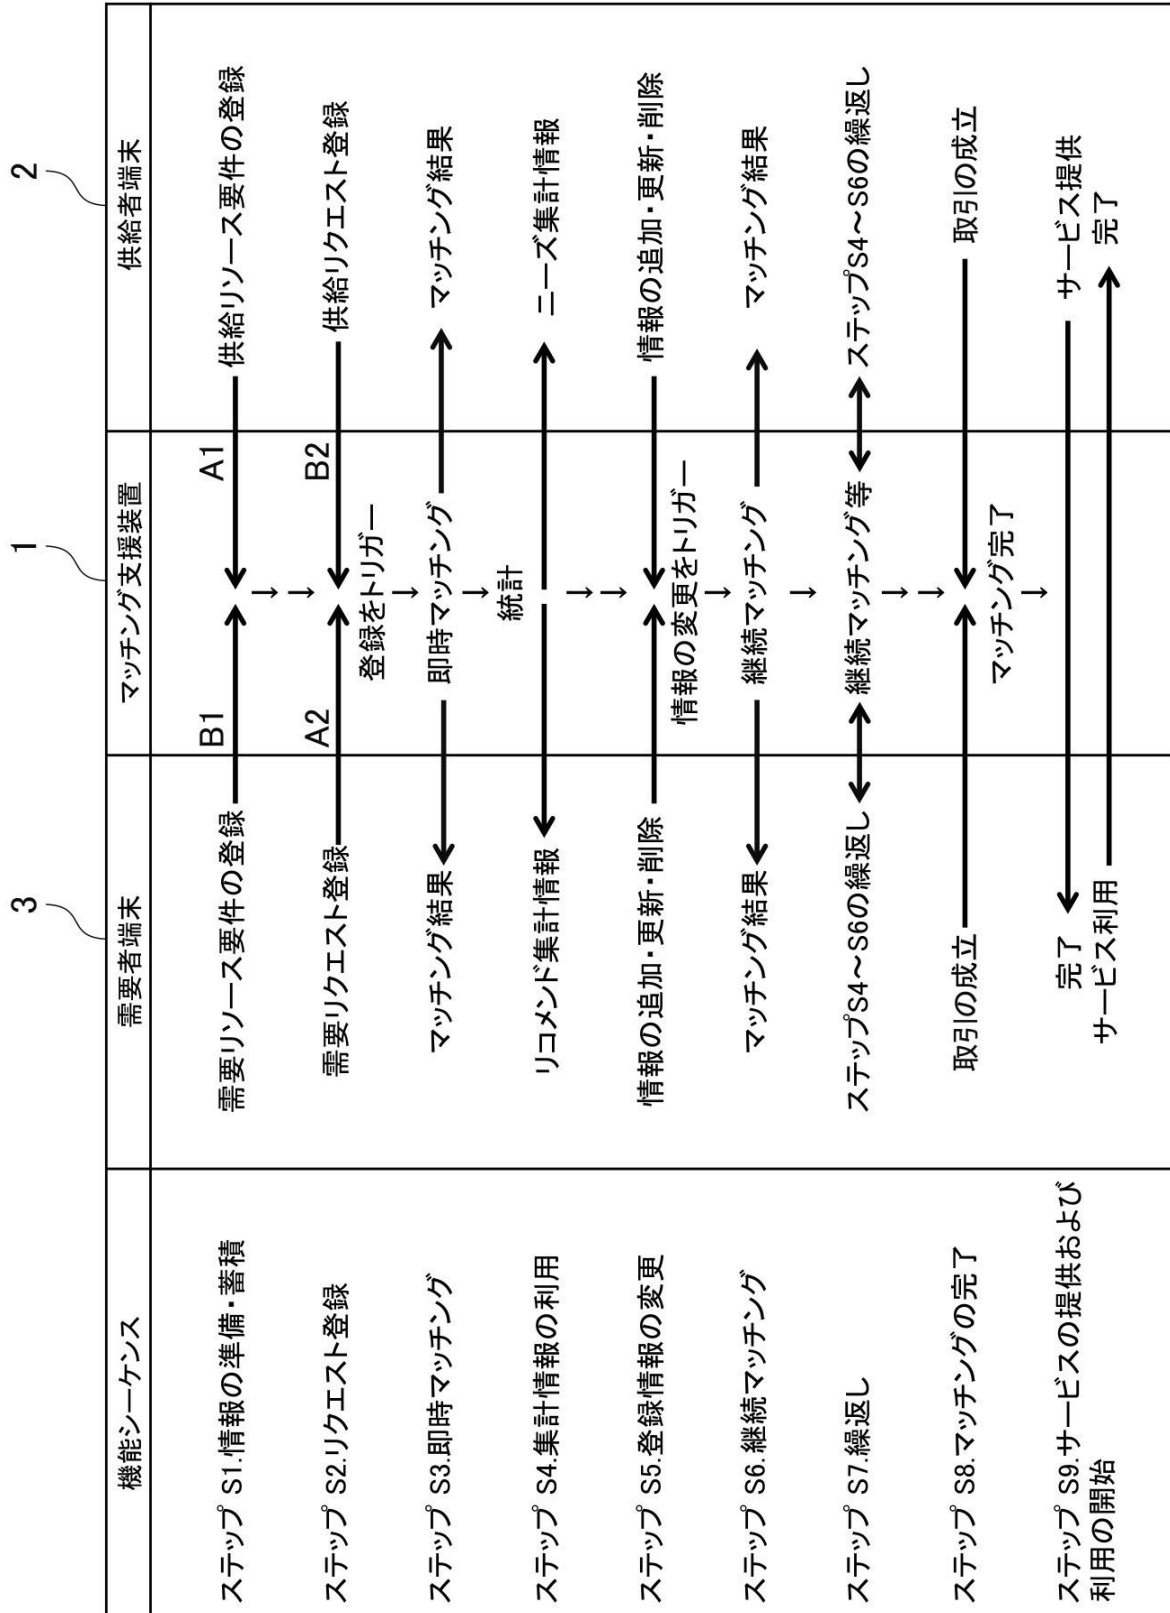 3
1
2
機能シーケンス
需要者端末
マッチング支援装置
供給者端末
ステップ S1.情報の準備・蓄積
需要リソース要件の登録
B1
A1
供給リソース要件の登録
→
→
ステップ S2.リクエスト登録
需要リクエスト登録
A2
B2
供給リクエスト登録
登録をトリガー
→
ステップ S3.即時マッチング
マッチング結果
即時マッチング
マッチング結果
→
統計
ステップ S4.集計情報の利用
リコメンド集計情報
ニーズ集計情報
→
→
ステップ S5.登録情報の変更
情報の追加・更新・削除
情報の追加・更新・削除
情報の変更をトリガー
→
ステップ S6.継続マッチング
マッチング結果
継続マッチング
マッチング結果
→
ステップ S7.繰返し
ステップS4～S6の繰返し
継続マッチング等
ステップS4～S6の繰返し
→
→
ステップ S8.マッチングの完了
取引の成立
取引の成立
マッチング完了
→
ステップ S9.サービスの提供および
利用の開始
完了
サービス提供
サービス利用
完了